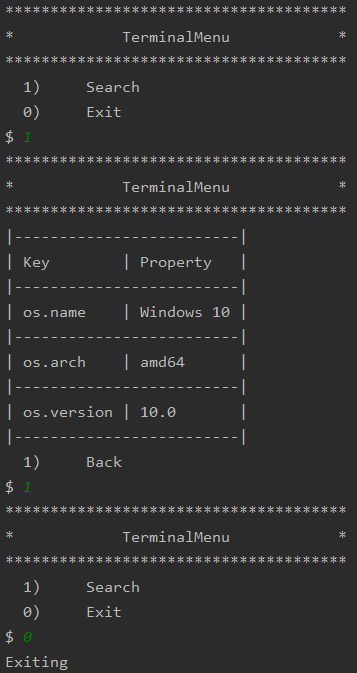 **************************************
*            TerminalMenu            *
**************************************
  1)     Search
  0)     Exit
$ 1
**************************************
*            TerminalMenu            *
**************************************
|-------------------------|
| Key        | Property   |
|-------------------------|
| os.name    | Windows 10 |
|-------------------------|
| os.arch    | amd64      |
|-------------------------|
| os.version | 10.0       |
|-------------------------|
  1)     Back
$ 1
**************************************
*            TerminalMenu            *
**************************************
  1)     Search
  0)     Exit
$ 0
Exiting